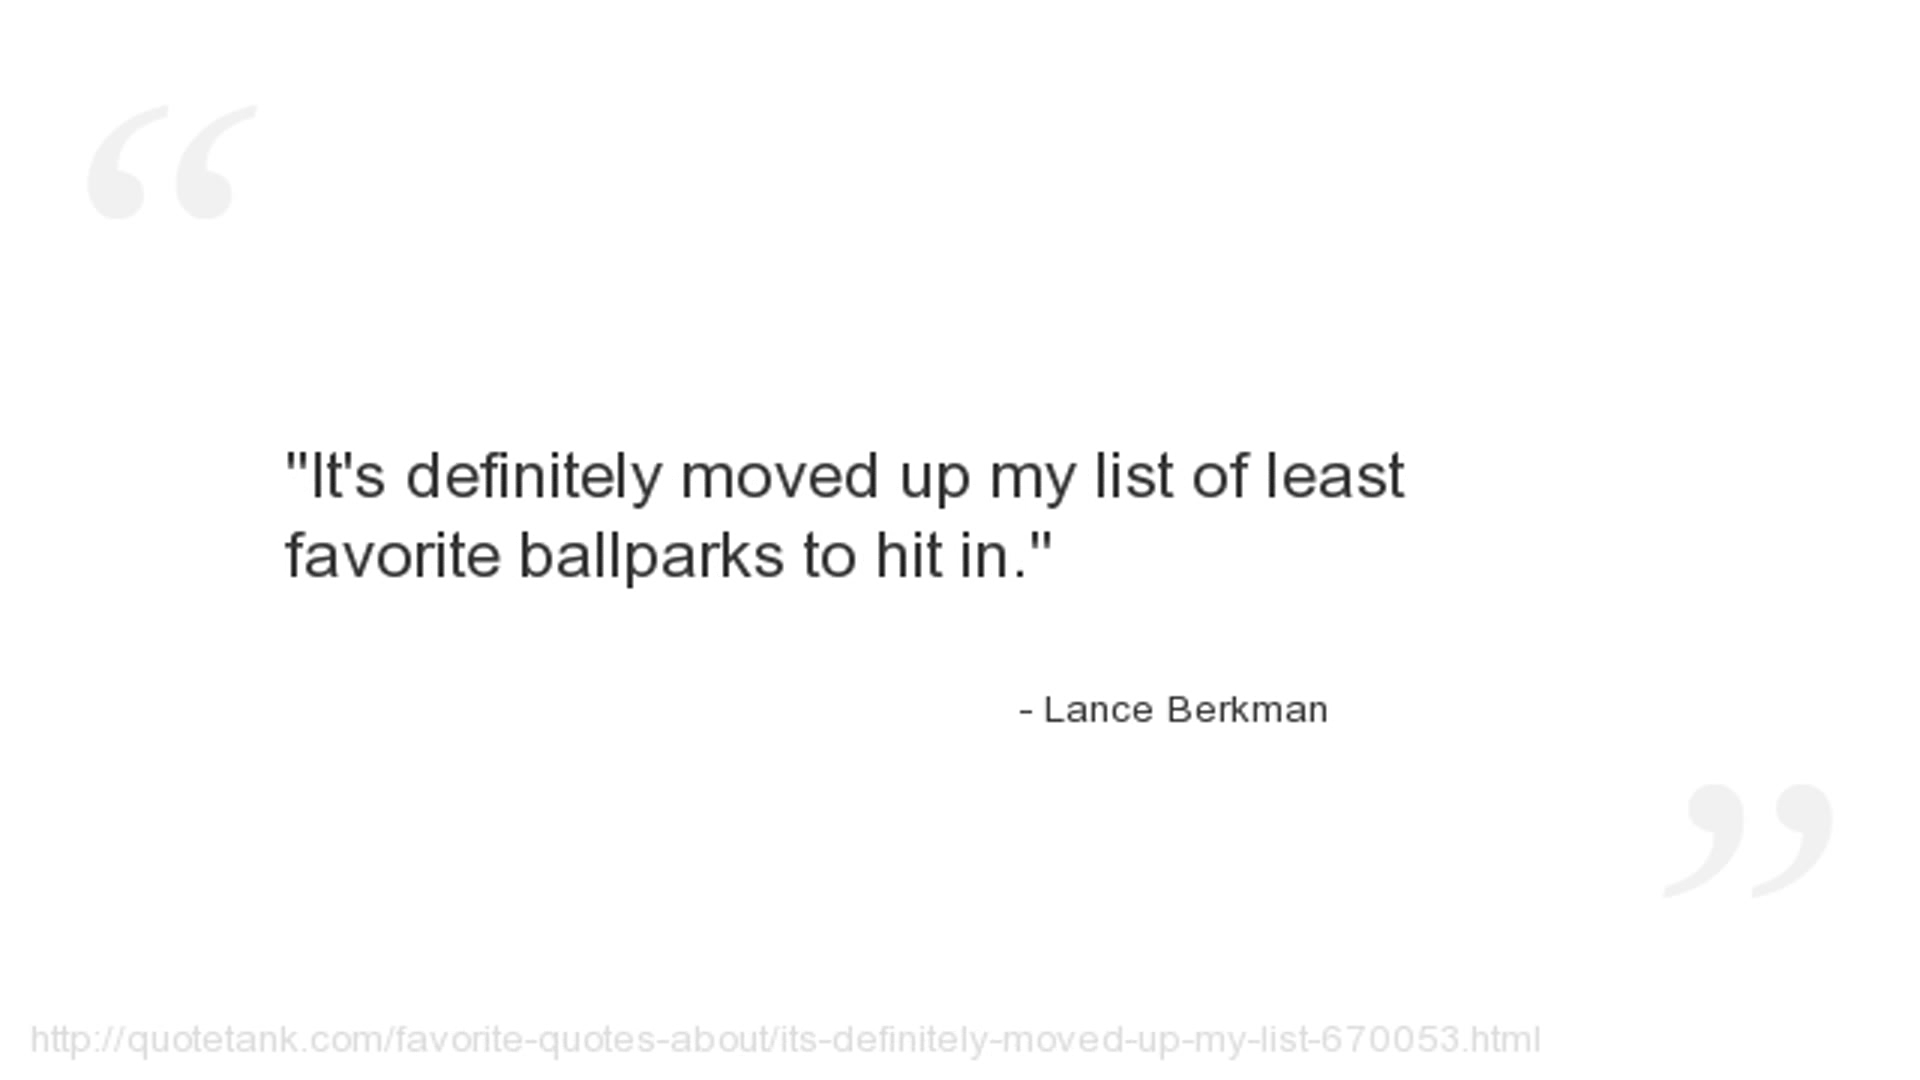 "It's definitely moved up my list of least
favorite ballparks to hit in."
- Lance Berkman
http://quotetank.com/favorite-quotes-about/its-definitely-moved-up-my-list-670053.html